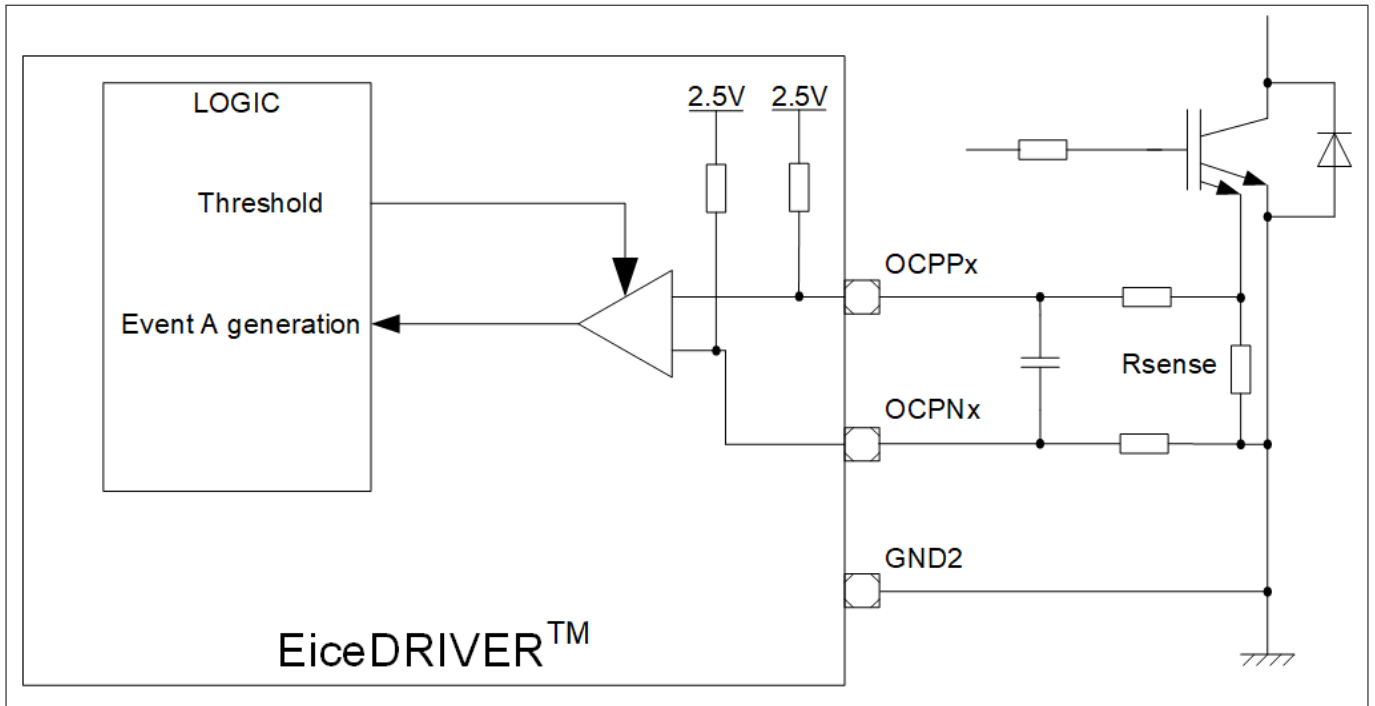 LOGIC
2.5V 2.5V
Threshold
OCPPx
Event A generation
Rsense
OCPNx
GND2
EiceDRIVER™